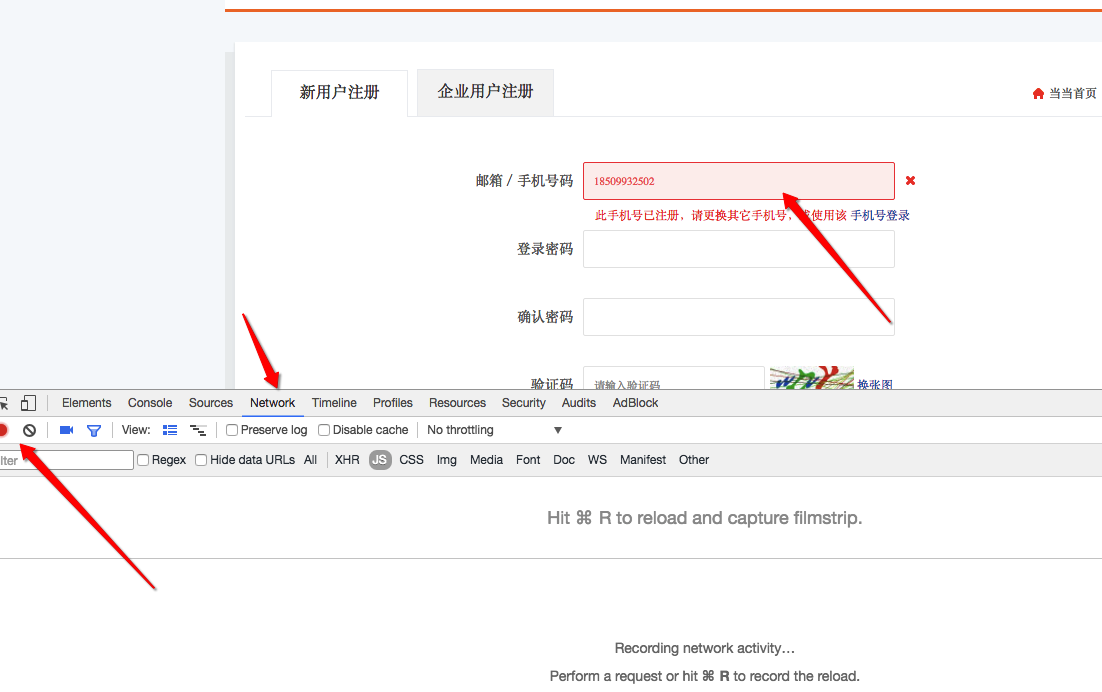 新用户注册
企业用户注册
当当首页
邮箱 / 手机号码
18509932502
此手机号已注册，请更换其它手机号，
使用该 手机号登录
登录密码
确认密码
验证码
请输入验证码
换张图
Elements Console Sources Network Timeline Profiles Resources Security Audits AdBlock
View: Preserve log Disable cache No throttling
Regex Hide data URLs All XHR JS CSS Img Media Font Doc WS Manifest Other
Hit ⌘ R to reload and capture filmstrip.
Recording network activity…
Perform a request or hit ⌘ R to record the reload.